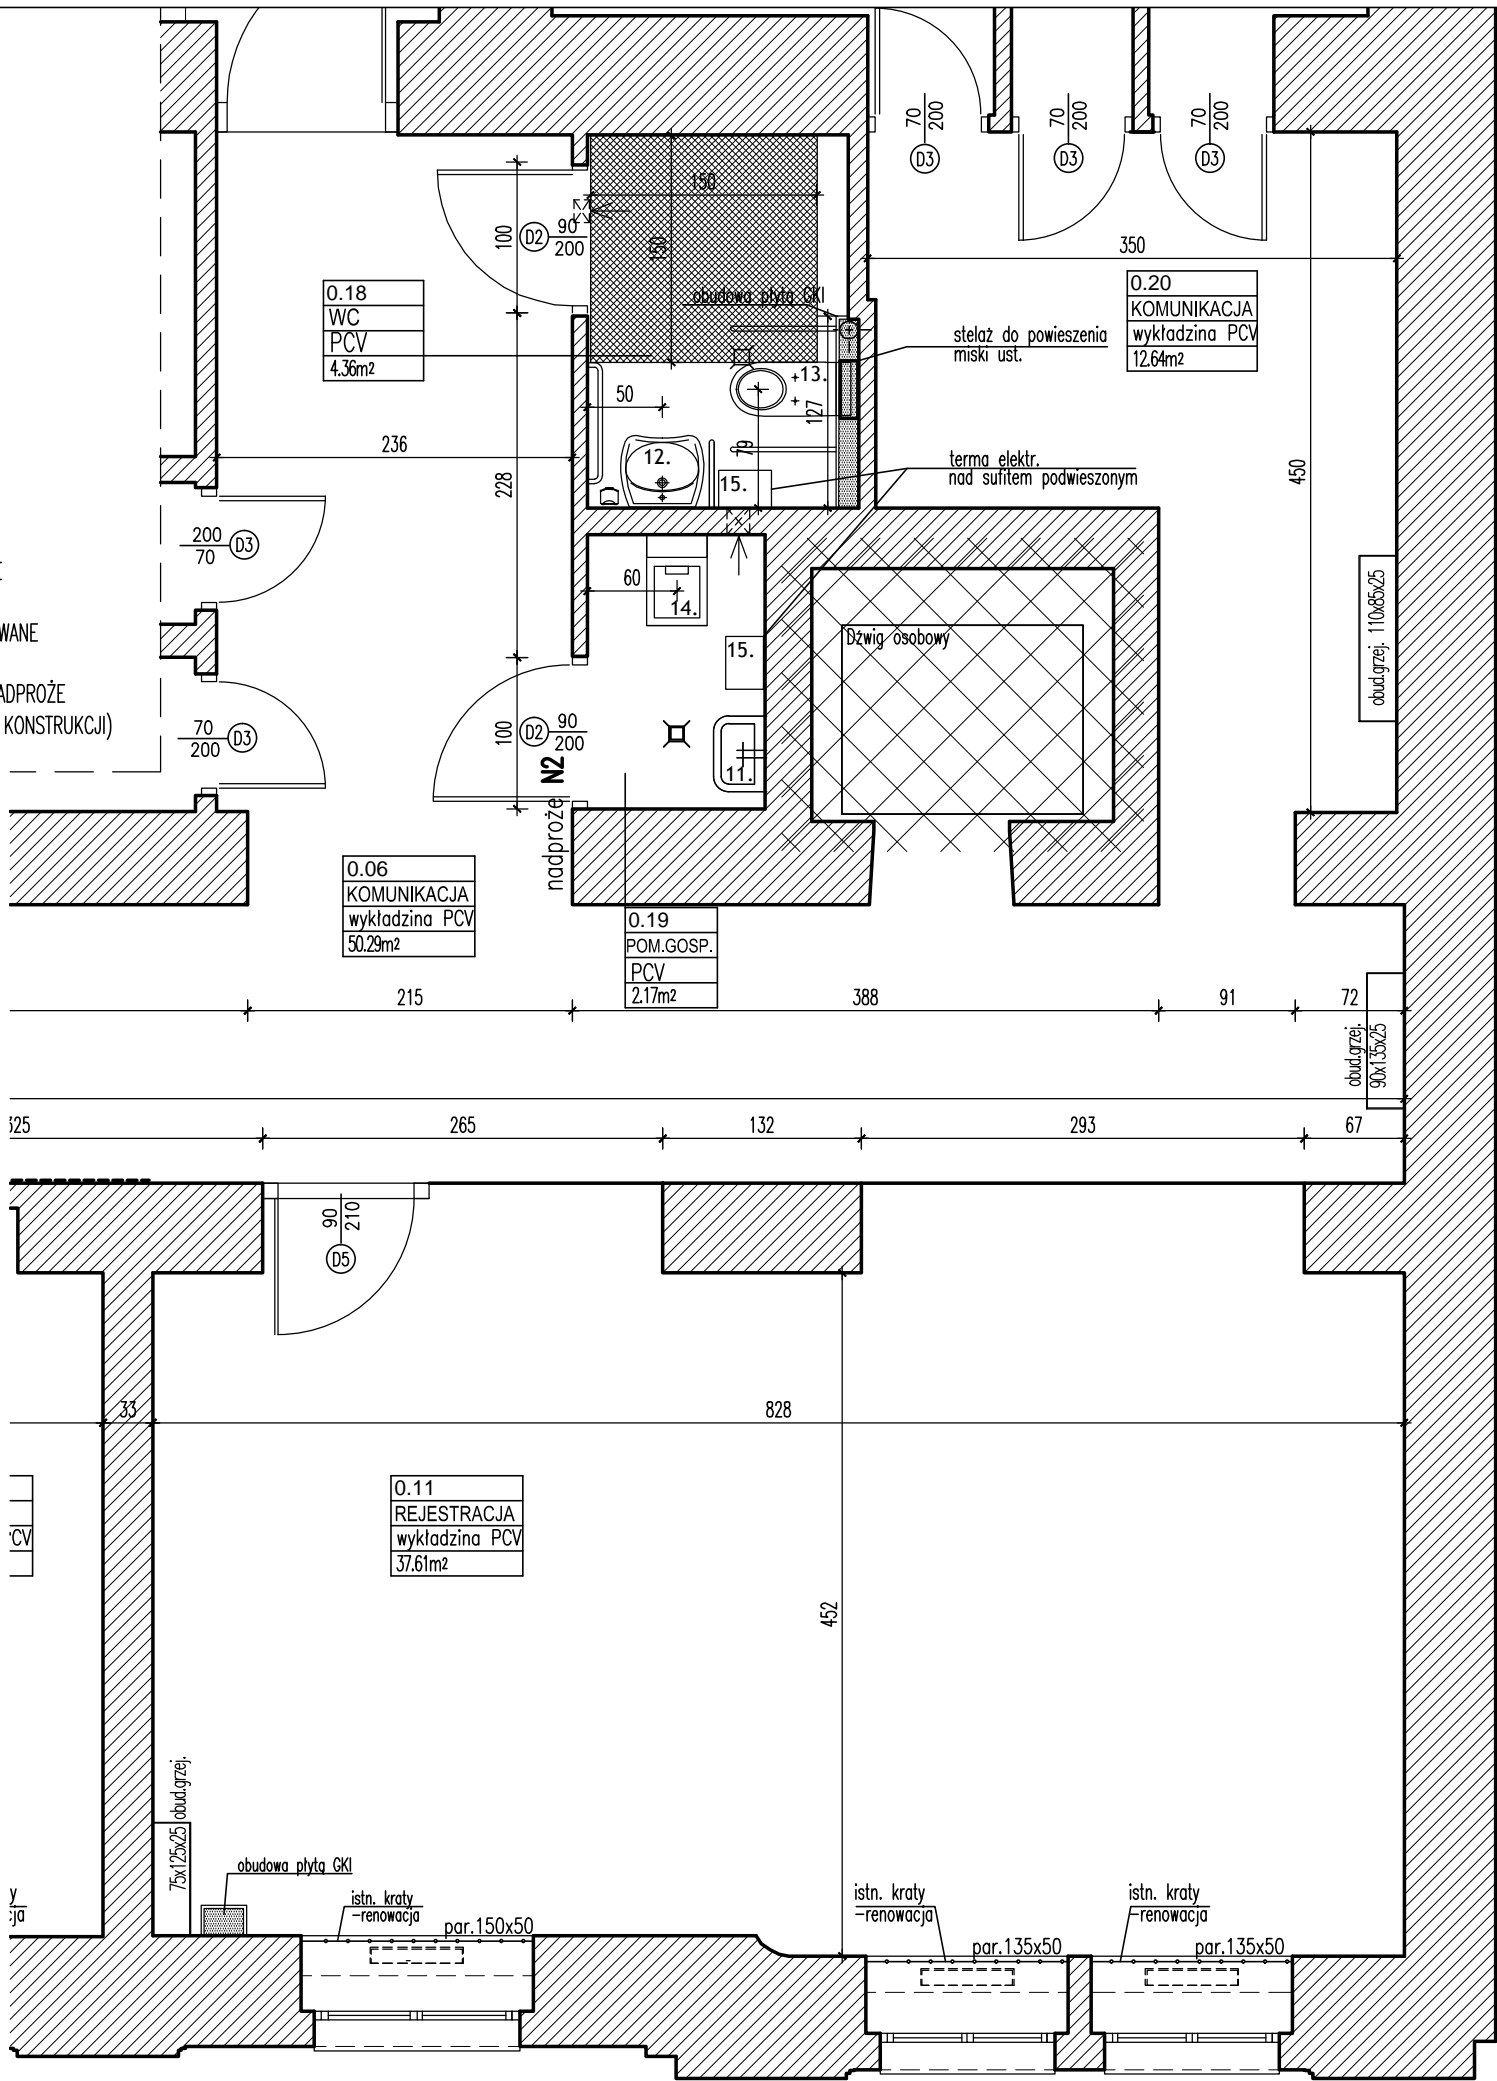 70
200
D3
70
200
D3
70
200
D3
150
150
100
D2
90
200
350
0.18
WC
PCV
4.36m²
obudowa płytą GKI
0.20
KOMUNIKACJA
wykładzina PCV
12.64m²
stelaż do powieszenia
miski ust.
13.
50
127
236
79
12.
15.
228
terma elektr.
nad sufitem podwieszonym
450
200
70
D3
60
14.
obud.grzej. 110x85x25
WANE
Dźwig osobowy
15.
ADPROŻE
KONSTRUKCJI)
70
200
D3
100
D2
90
200
11.
nadproże N2
0.06
KOMUNIKACJA
wykładzina PCV
50.29m²
0.19
POM.GOSP.
PCV
2.17m²
215
388
91
72
obud.grzej.
90x135x25
325
265
132
293
67
90
210
D5
33
828
0.11
REJESTRACJA
wykładzina PCV
37.61m²
CV
452
obud.grzej.
75x125x25
obudowa płytą GKI
istn. kraty
-renowacja
par.150x50
istn. kraty
-renowacja
par.135x50
istn. kraty
-renowacja
par.135x50
y
cja